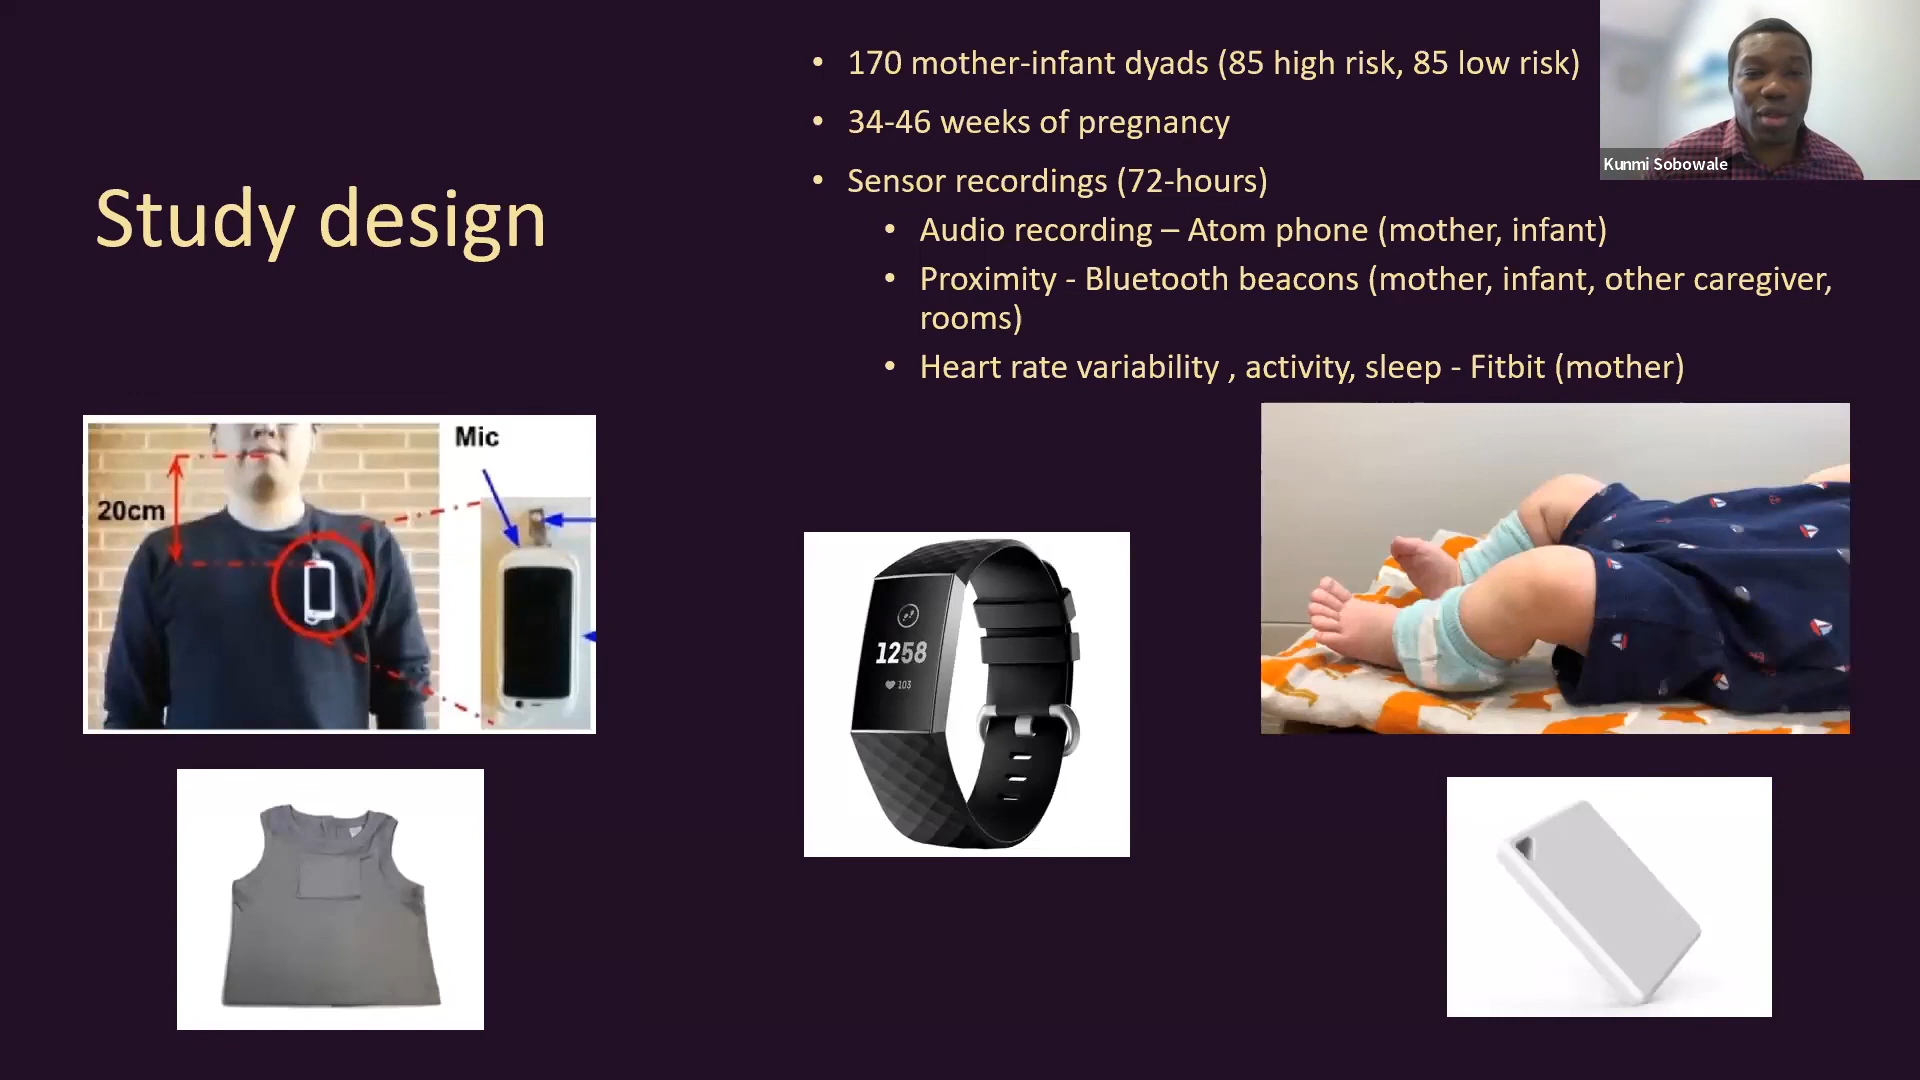 Study design
• 170 mother-infant dyads (85 high risk, 85 low risk)
• 34-46 weeks of pregnancy
• Sensor recordings (72-hours)
• Audio recording – Atom phone (mother, infant)
• Proximity - Bluetooth beacons (mother, infant, other caregiver,
rooms)
• Heart rate variability , activity, sleep - Fitbit (mother)
Kunmi Sobowale
Mic
20cm
1258
103